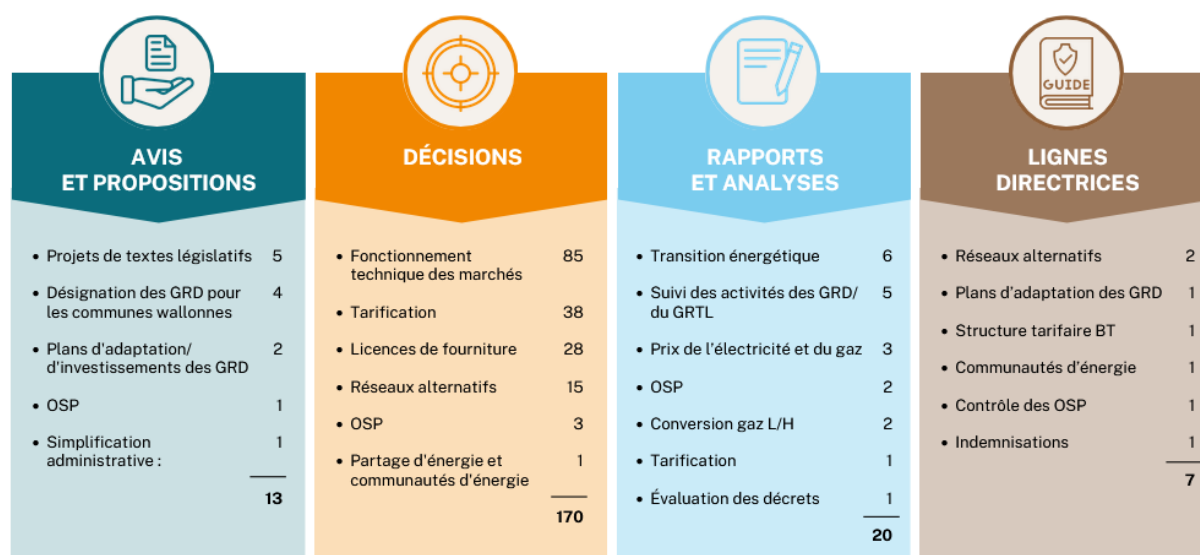 AVIS
ET PROPOSITIONS
• Projets de textes législatifs 5
• Désignation des GRD pour
les communes wallonnes 4
• Plans d'adaptation/
d'investissements des GRD 2
• OSP 1
• Simplification
administrative : 1
13
DÉCISIONS
• Fonctionnement
technique des marchés 85
• Tarification 38
• Licences de fourniture 28
• Réseaux alternatifs 15
• OSP 3
• Partage d'énergie et
communautés d'énergie 1
170
RAPPORTS
ET ANALYSES
• Transition énergétique 6
• Suivi des activités des GRD/
du GRTL 5
• Prix de l'électricité et du gaz 3
• OSP 2
• Conversion gaz L/H 2
• Tarification 1
• Évaluation des décrets 1
20
GUIDE
LIGNES
DIRECTRICES
• Réseaux alternatifs 2
• Plans d'adaptation des GRD 1
• Structure tarifaire BT 1
• Communautés d'énergie 1
• Contrôle des OSP 1
• Indemnisations 1
7